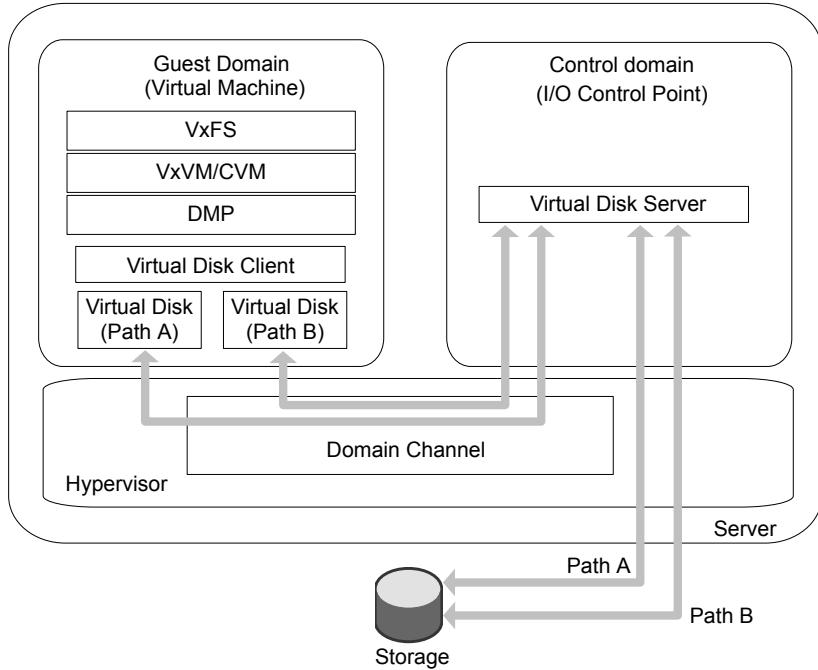 Guest Domain
(Virtual Machine)
VxFS
VxVM/CVM
DMP
Virtual Disk Client
Virtual Disk
(Path A)
Virtual Disk
(Path B)
Control domain
(I/O Control Point)
Virtual Disk Server
Domain Channel
Hypervisor
Server
Path A
Path B
Storage